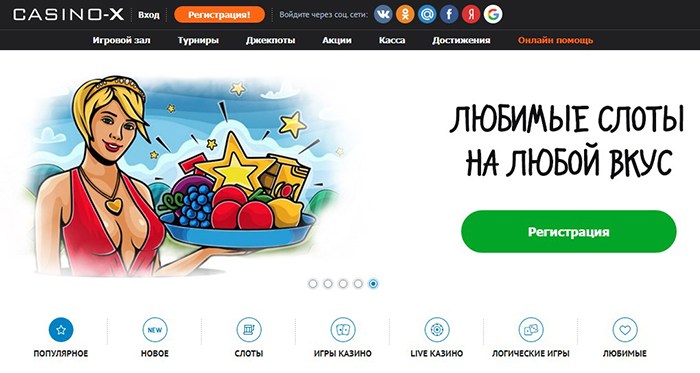 CASINO-X Вход Регистрация! Войдите через соц. сети:
Игровой зал Турниры Джекпоты Акции Касса Достижения Онлайн помощь
ЛЮБИМЫЕ СЛОТЫ
НА ЛЮБОЙ ВКУС
Регистрация
NEW
ПОПУЛЯРНОЕ НОВОЕ СЛОТЫ ИГРЫ КАЗИНО LIVE КАЗИНО ЛОГИЧЕСКИЕ ИГРЫ ЛЮБИМЫЕ